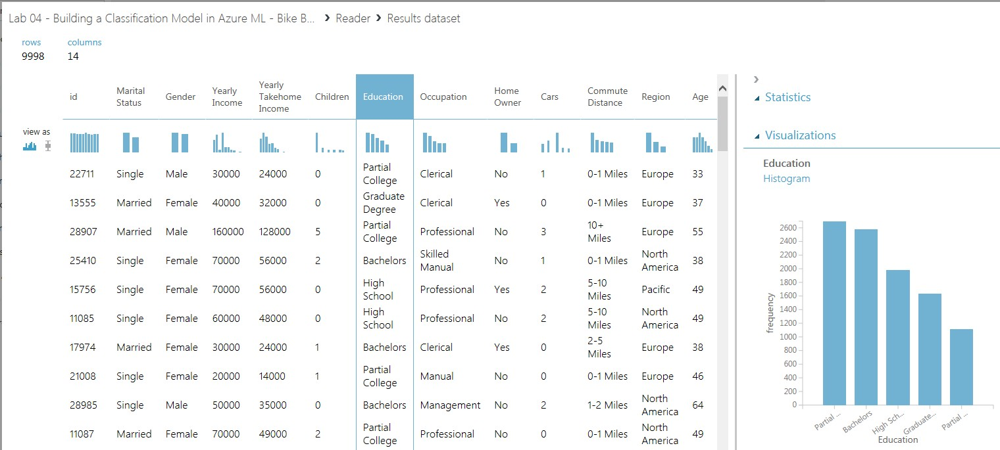 Lab 04 - Building a Classification Model in Azure ML - Bike B... › Reader › Results dataset
rows columns
9998 14
id Marital Status Gender Yearly Income Yearly Takehome Income Children Education Occupation Home Owner Cars Commute Distance Region Age
view as
22711 Single Male 30000 24000 0 Partial College Clerical No 1 0-1 Miles Europe 33
13555 Married Female 40000 32000 0 Graduate Degree Clerical Yes 0 0-1 Miles Europe 37
28907 Married Male 160000 128000 5 Partial College Professional No 3 10+ Miles Europe 55
25410 Single Female 70000 56000 2 Bachelors Skilled Manual No 1 0-1 Miles North America 38
15756 Single Female 70000 56000 0 High School Professional Yes 2 5-10 Miles Pacific 49
11085 Single Female 60000 48000 0 High School Professional No 2 5-10 Miles North America 49
17974 Married Female 30000 24000 1 Bachelors Clerical Yes 0 2-5 Miles Europe 38
21008 Single Female 20000 14000 1 Partial College Manual No 0 0-1 Miles Europe 46
28985 Single Male 50000 35000 0 Bachelors Management No 2 1-2 Miles North America 64
11087 Married Female 70000 49000 2 Partial College Professional No 0 0-1 Miles North America 49
Statistics
Visualizations
Education
Histogram
2600
2400
2200
2000
1800
1600
1400
1200
1000
800
600
400
200
0
frequency
Partial ... Bachelors High Sch... Graduate... Partial ...
Education